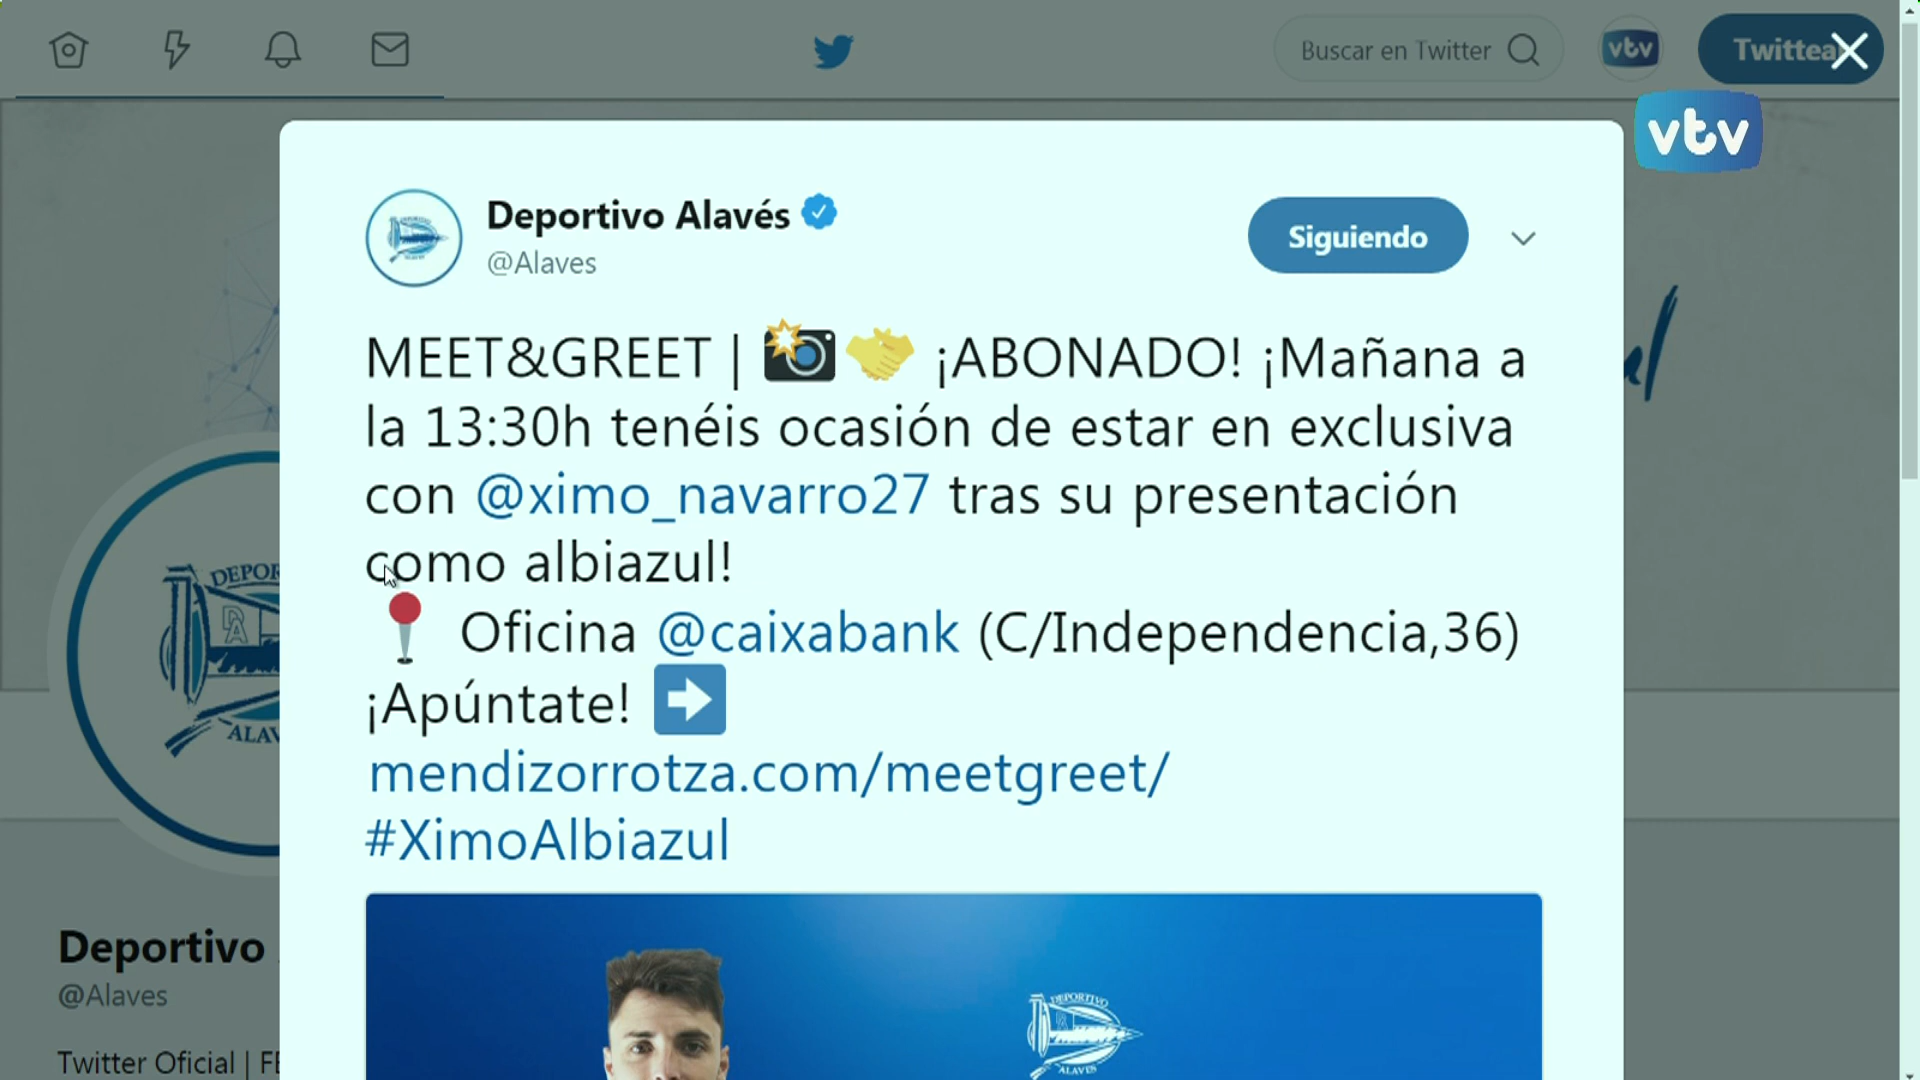 Buscar en Twitter
vtv
Twittea
vtv
Deportivo Alavés
@Alaves
Siguiendo
MEET&GREET | 📸🤝 ¡ABONADO! ¡Mañana a
la 13:30h tenéis ocasión de estar en exclusiva
con @ximo_navarro27 tras su presentación
como albiazul!
📍 Oficina @caixabank (C/Independencia,36)
¡Apúntate! ➡
mendizorrotza.com/meetgreet/
#XimoAlbiazul
DEPORTIVO
ALAVES
Deportivo
@Alaves
Twitter Oficial |